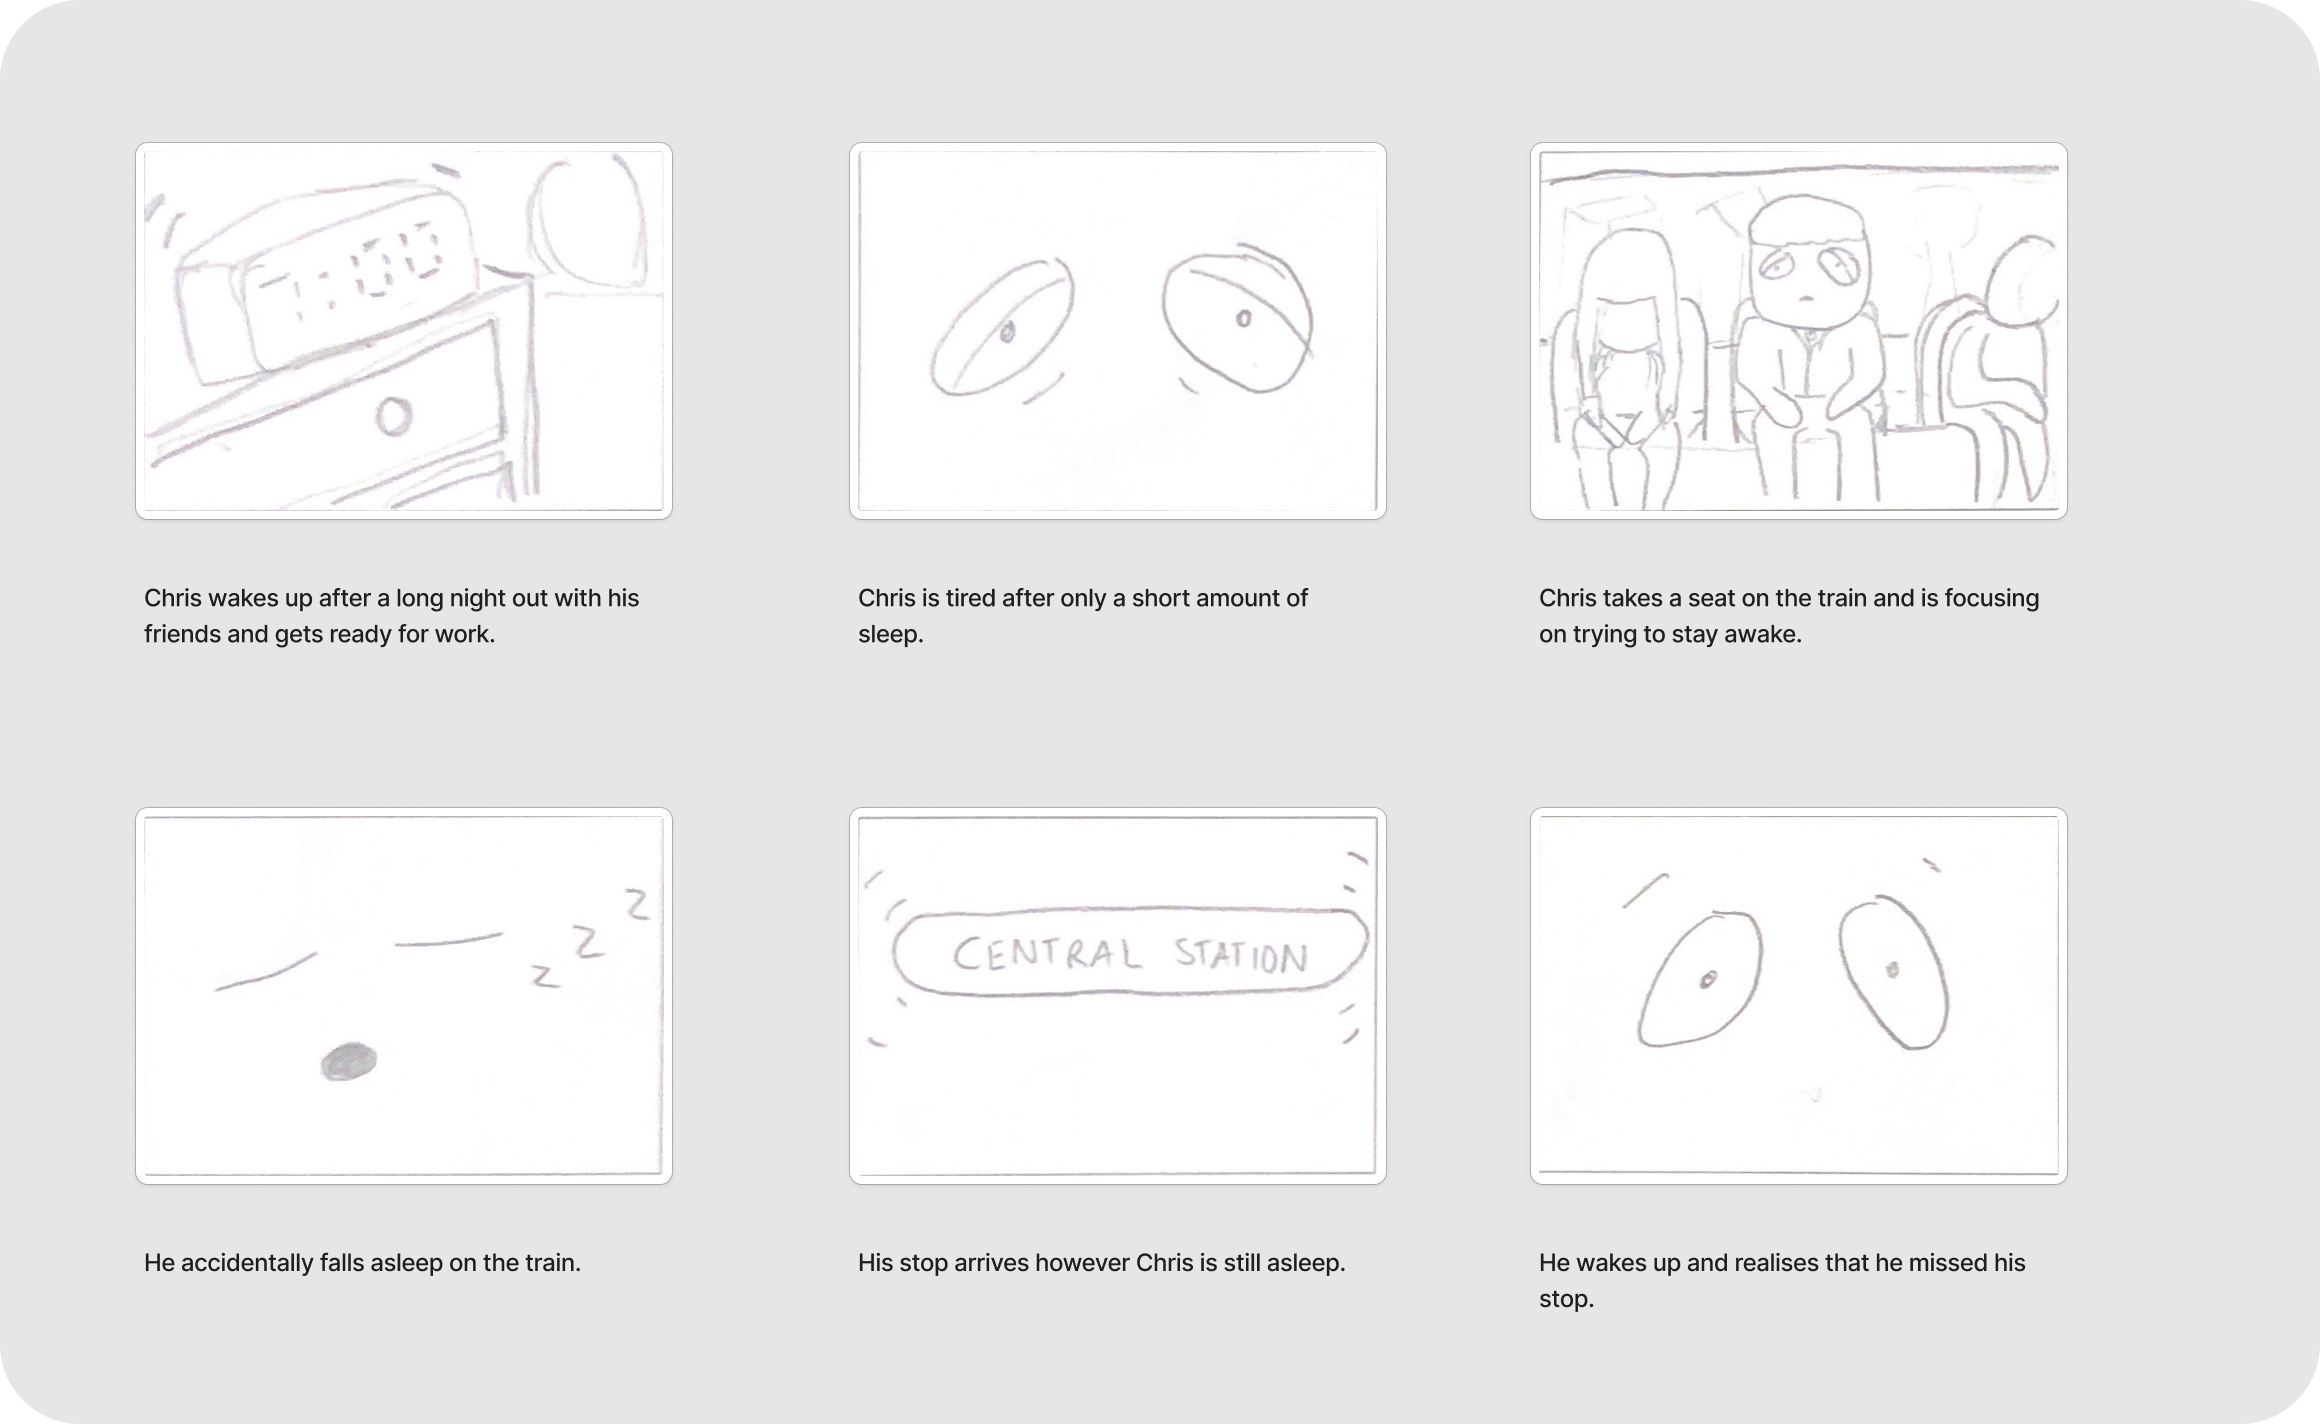 7:00
Chris wakes up after a long night out with his
friends and gets ready for work.
Chris is tired after only a short amount of
sleep.
Chris takes a seat on the train and is focusing
on trying to stay awake.
z z z
He accidentally falls asleep on the train.
CENTRAL STATION
His stop arrives however Chris is still asleep.
He wakes up and realises that he missed his
stop.